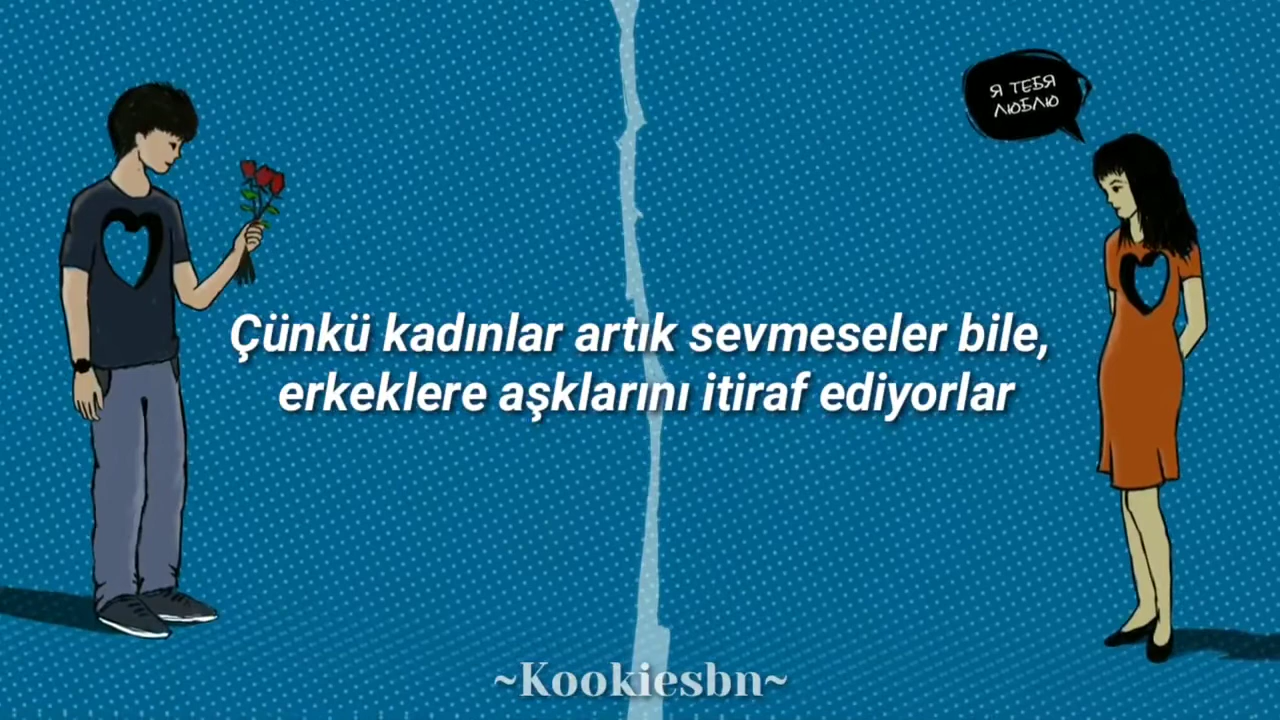 Я ТЕБЯ
ЛЮБЛЮ
Çünkü kadınlar artık sevmeseler bile,
erkeklere aşklarını itiraf ediyorlar
~Kookiesbn~